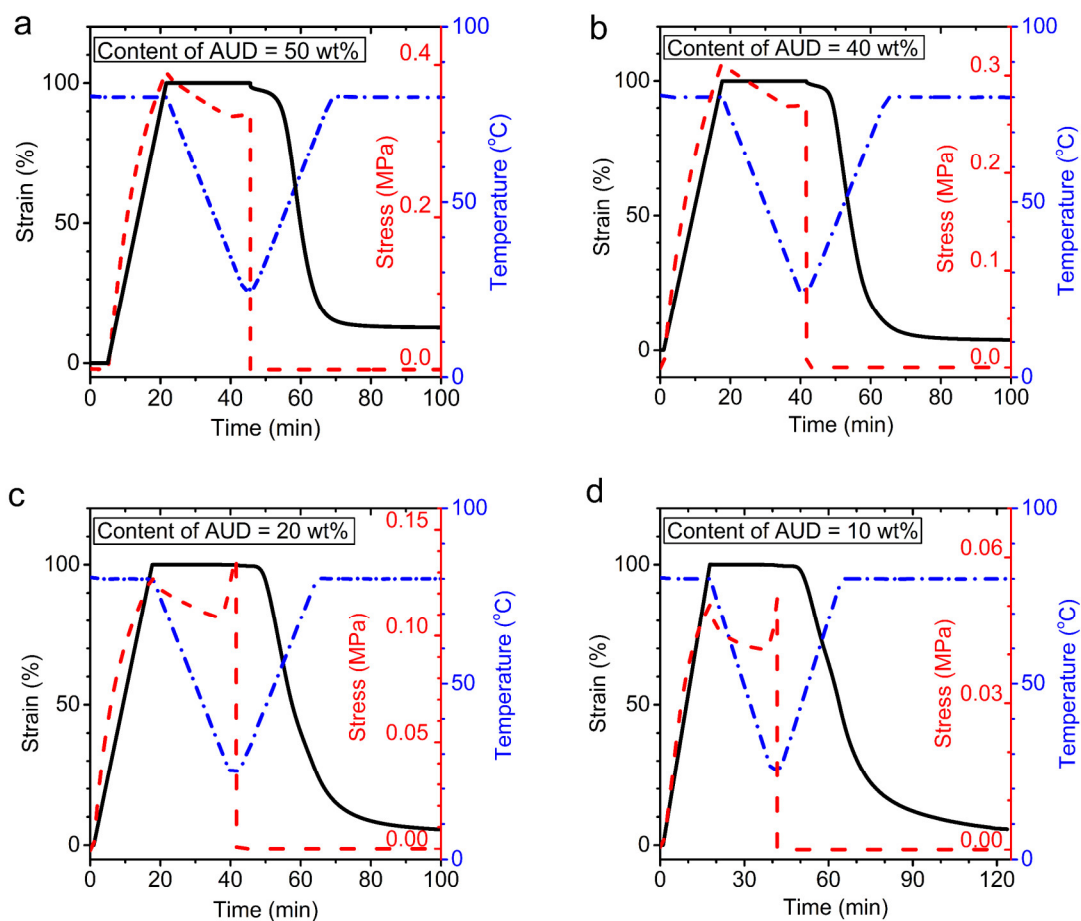 a
Content of AUD = 50 wt%
Strain (%)
100
50
0
0 20 40 60 80 100
Time (min)
0.4
0.2
0.0
Stress (MPa)
100
50
0
Temperature (°C)
b
Content of AUD = 40 wt%
Strain (%)
100
50
0
0 20 40 60 80 100
Time (min)
0.3
0.2
0.1
0.0
Stress (MPa)
100
50
0
Temperature (°C)
c
Content of AUD = 20 wt%
Strain (%)
100
50
0
0 20 40 60 80 100
Time (min)
0.15
0.10
0.05
0.00
Stress (MPa)
100
50
0
Temperature (°C)
d
Content of AUD = 10 wt%
Strain (%)
100
50
0
0 30 60 90 120
Time (min)
0.06
0.03
0.00
Stress (MPa)
100
50
0
Temperature (°C)